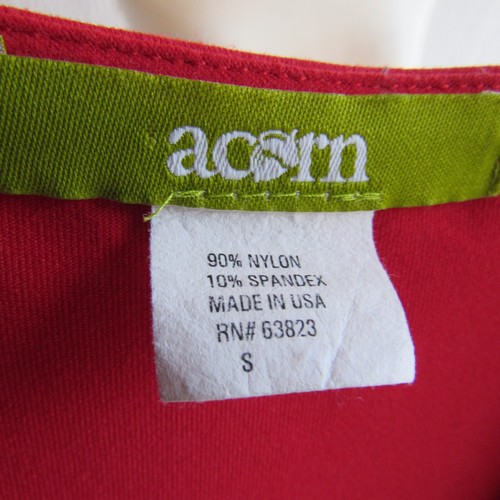 acorn
90% NYLON
10% SPANDEX
MADE IN USA
RN# 63823
S